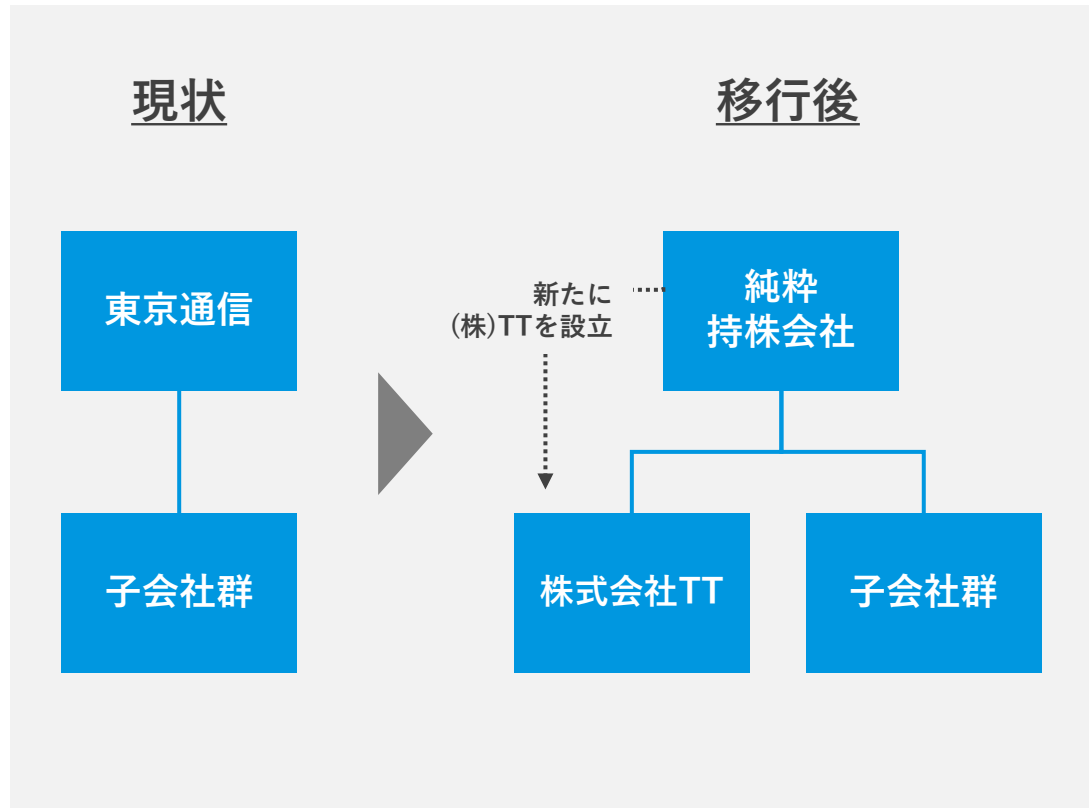 現状
移行後
東京通信
子会社群
新たに
(株)TTを設立
純粋
持株会社
株式会社TT
子会社群